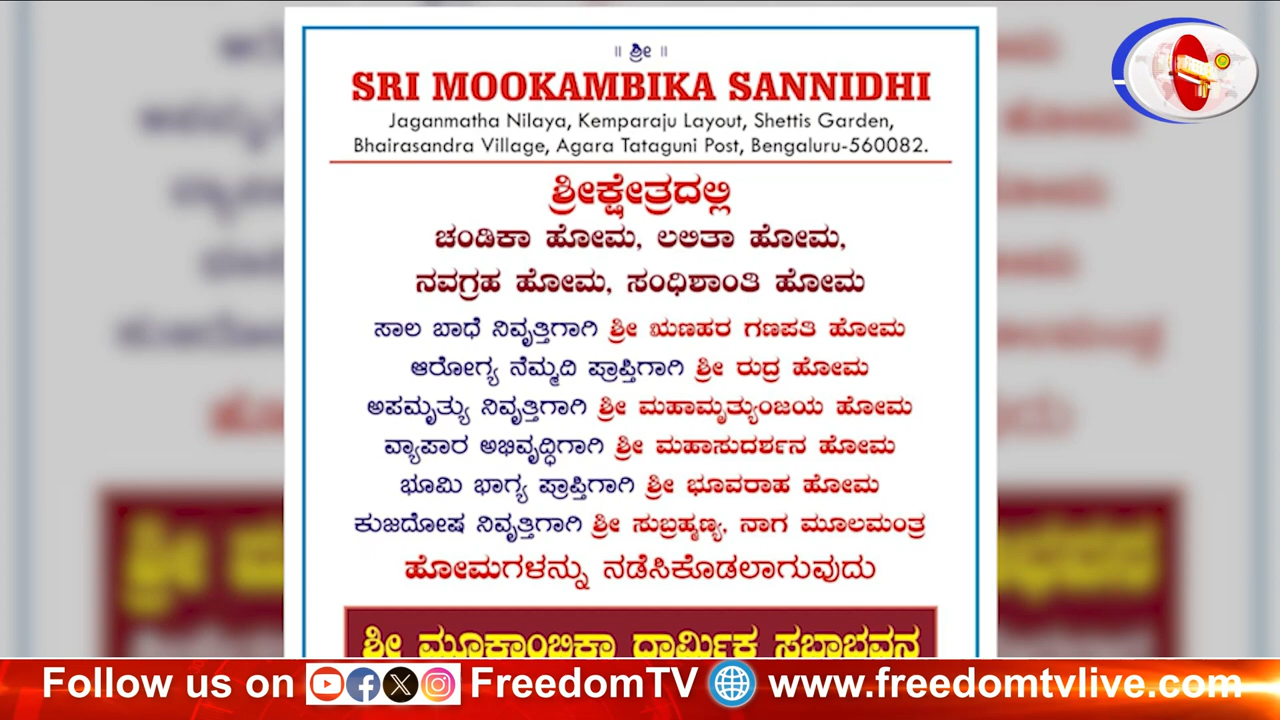 ॥ ಶ್ರೀ ॥
SRI MOOKAMBIKA SANNIDHI
Jaganmatha Nilaya, Kemparaju Layout, Shettis Garden,
Bhairasandra Village, Agara Tataguni Post, Bengaluru-560082.
ಶ್ರೀಕ್ಷೇತ್ರದಲ್ಲಿ
ಚಂಡಿಕಾ ಹೋಮ, ಲಲಿತಾ ಹೋಮ,
ನವಗ್ರಹ ಹೋಮ, ಸಂಧಿಶಾಂತಿ ಹೋಮ
ಸಾಲ ಬಾಧೆ ನಿವೃತ್ತಿಗಾಗಿ ಶ್ರೀ ಋಣಹರ ಗಣಪತಿ ಹೋಮ
ಆರೋಗ್ಯ ನೆಮ್ಮದಿ ಪ್ರಾಪ್ತಿಗಾಗಿ ಶ್ರೀ ರುದ್ರ ಹೋಮ
ಅಪಮೃತ್ಯು ನಿವೃತ್ತಿಗಾಗಿ ಶ್ರೀ ಮಹಾಮೃತ್ಯುಂಜಯ ಹೋಮ
ವ್ಯಾಪಾರ ಅಭಿವೃದ್ಧಿಗಾಗಿ ಶ್ರೀ ಮಹಾಸುದರ್ಶನ ಹೋಮ
ಭೂಮಿ ಭಾಗ್ಯ ಪ್ರಾಪ್ತಿಗಾಗಿ ಶ್ರೀ ಭೂವರಾಹ ಹೋಮ
ಕುಜದೋಷ ನಿವೃತ್ತಿಗಾಗಿ ಶ್ರೀ ಸುಬ್ರಹ್ಮಣ್ಯ, ನಾಗ ಮೂಲಮಂತ್ರ
ಹೋಮಗಳನ್ನು ನಡೆಸಿಕೊಡಲಾಗುವುದು
ಶ್ರೀ ಮೂಕಾಂಬಿಕಾ ಧಾರ್ಮಿಕ ಸಭಾಭವನ
Follow us on FreedomTV www.freedomtvlive.com